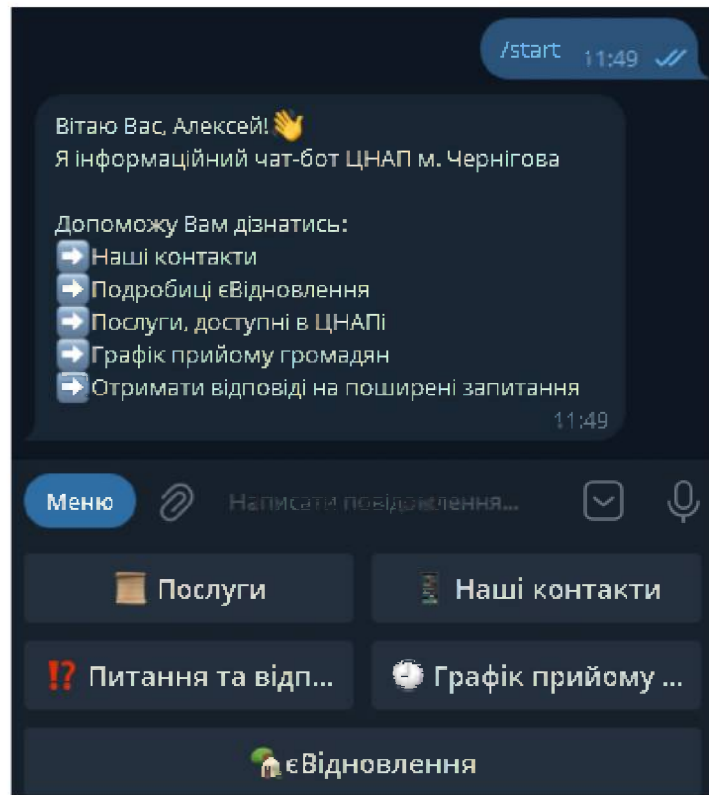 /start 11:49
Вітаю Вас, Алексей!👋
Я інформаційний чат-бот ЦНАП м. Чернігова
Допоможу Вам дізнатись:
➡️Наші контакти
➡️Подробиці єВідновлення
➡️Послуги, доступні в ЦНАПі
➡️Графік прийому громадян
➡️Отримати відповіді на поширені запитання
11:49
Меню Написати повідомлення...
Послуги Наші контакти
⁉️ Питання та відп... Графік прийому ...
єВідновлення